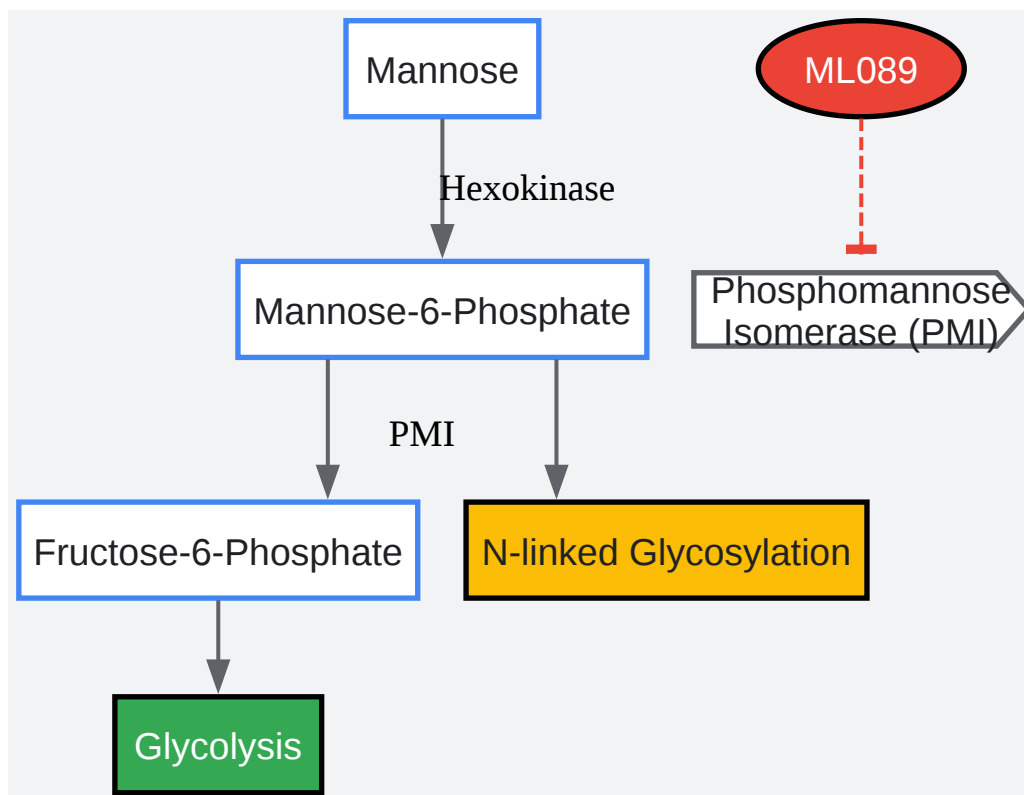 Mannose
ML089
Hexokinase
Mannose-6-Phosphate
Phosphomannose
Isomerase (PMI)
PMI
Fructose-6-Phosphate
N-linked Glycosylation
Glycolysis